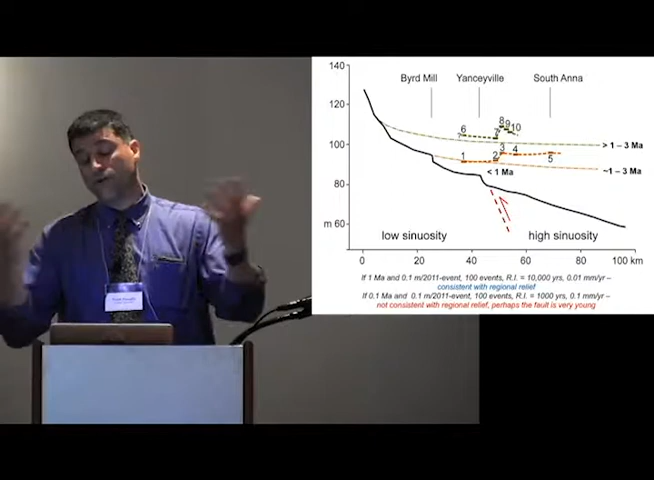 140
Byrd Mill Yanceyville South Anna
120
8
9
6 7 10
100
> 1 – 3 Ma
3 4
1 2 5
~1 – 3 Ma
< 1 Ma
80
m 60
low sinuosity high sinuosity
0 20 40 60 80 100 km
If 1 Ma and 0.1 m/2011-event, 100 events, R.I. = 10,000 yrs, 0.01 mm/yr –
consistent with regional relief
If 0.1 Ma and 0.1 m/2011-event, 100 events, R.I. = 1000 yrs, 0.1 mm/yr –
not consistent with regional relief, perhaps the fault is very young